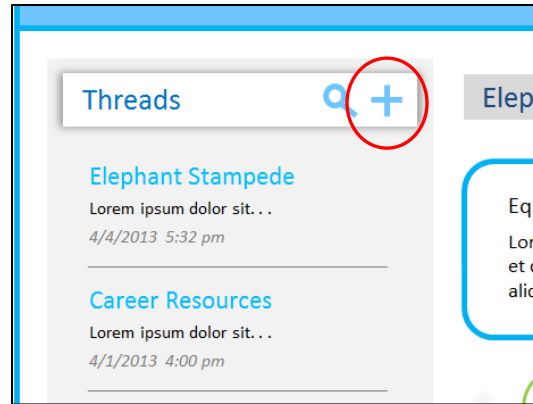 Threads
Elephant Stampede
Lorem ipsum dolor sit. . .
4/4/2013 5:32 pm
Career Resources
Lorem ipsum dolor sit. . .
4/1/2013 4:00 pm
Elep
Eq
Lor
et
alic